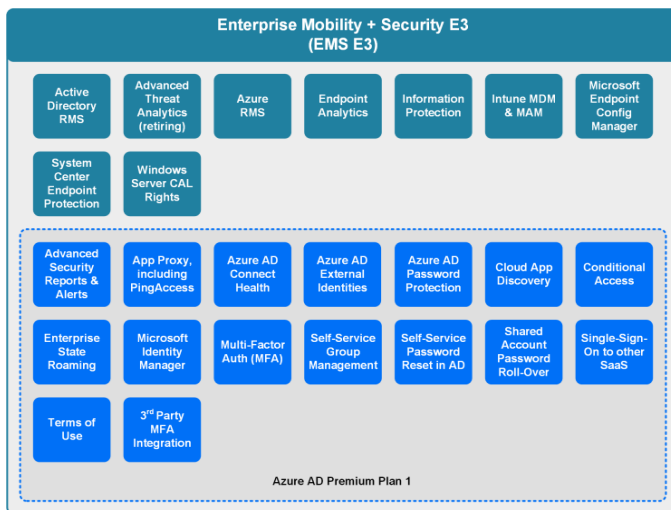 Enterprise Mobility + Security E3
(EMS E3)
Active
Directory
RMS
Advanced
Threat
Analytics
(retiring)
Azure
RMS
Endpoint
Analytics
Information
Protection
Intune MDM
& MAM
Microsoft
Endpoint
Config
Manager
System
Center
Endpoint
Protection
Windows
Server CAL
Rights
Advanced
Security
Reports &
Alerts
App Proxy,
including
PingAccess
Azure AD
Connect
Health
Azure AD
External
Identities
Azure AD
Password
Protection
Cloud App
Discovery
Conditional
Access
Enterprise
State
Roaming
Microsoft
Identity
Manager
Multi-Factor
Auth (MFA)
Self-Service
Group
Management
Self-Service
Password
Reset in AD
Shared
Account
Password
Roll-Over
Single-Sign-
On to other
SaaS
Terms of
Use
3rd Party
MFA
Integration
Azure AD Premium Plan 1